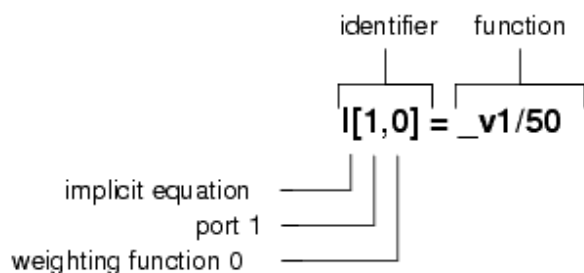 identifier function
I[1,0] = _v1/50
implicit equation
port 1
weighting function 0